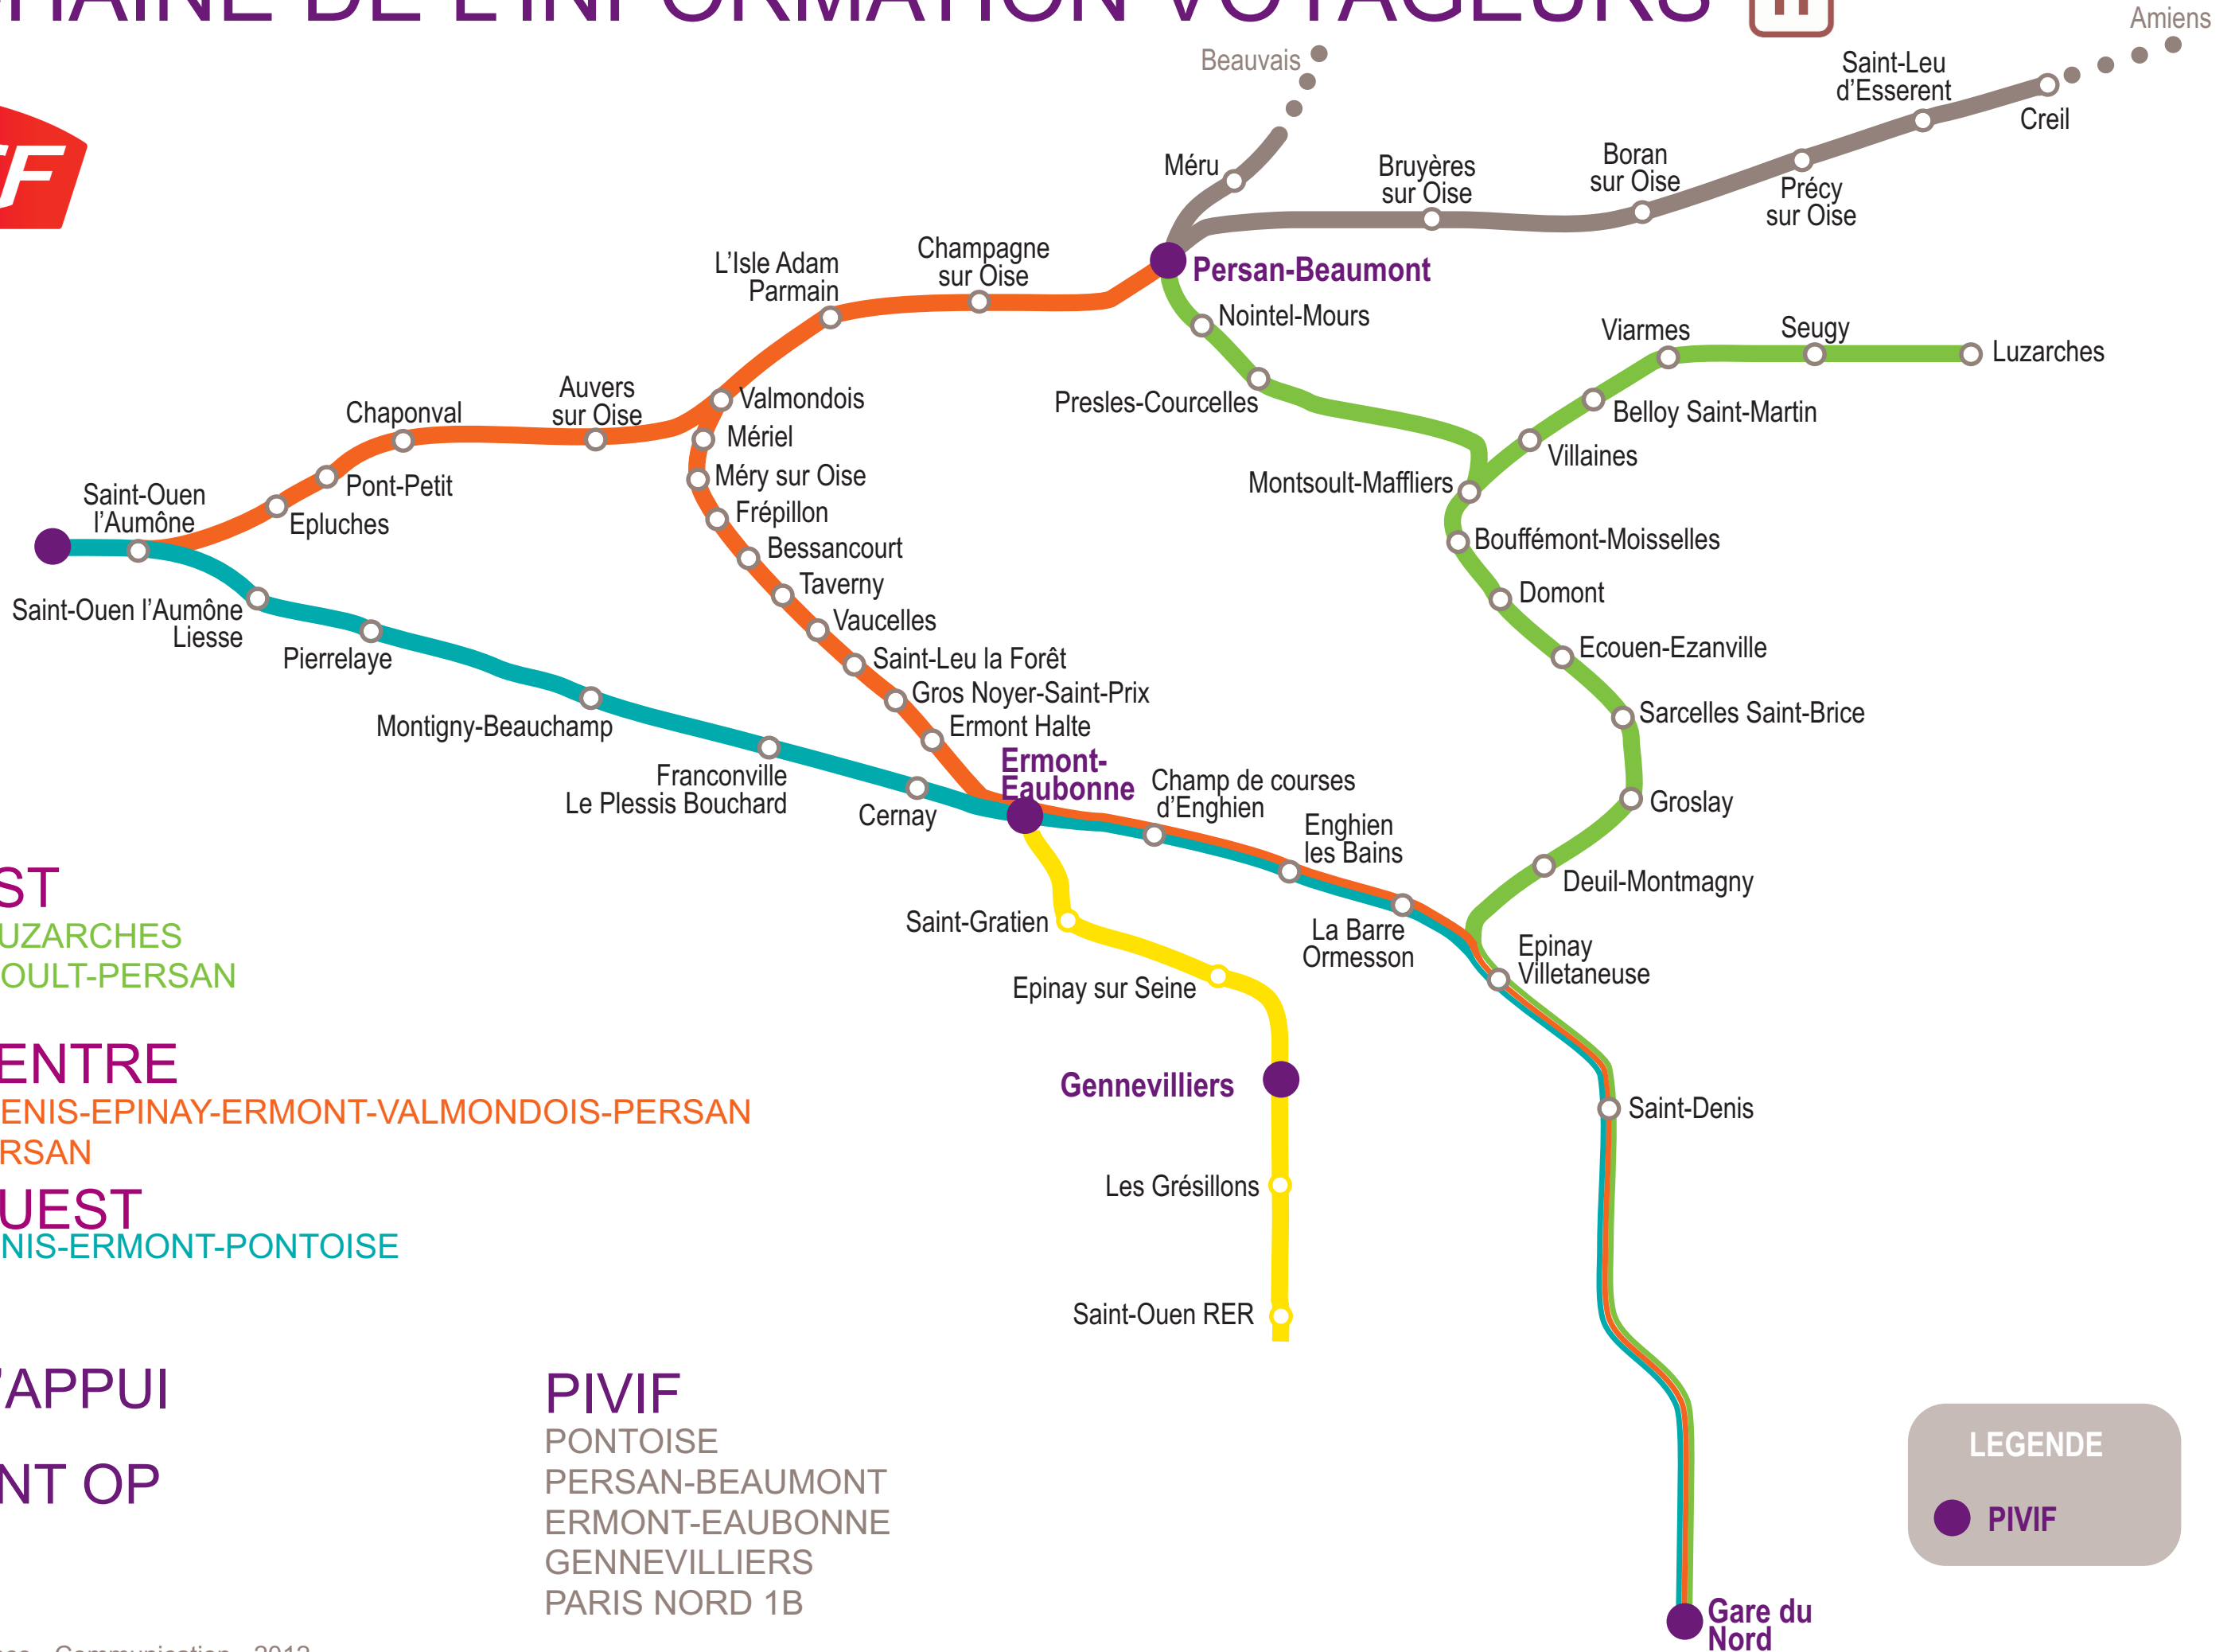 HAINE DE L'INFORMATION VOYAGEURS
H
Amiens
Beauvais
Saint-Leu
d'Esserent
Creil
F
Méru
Bruyères
sur Oise
Boran
sur Oise
Précy
sur Oise
L'Isle Adam
Parmain
Champagne
sur Oise
Persan-Beaumont
Nointel-Mours
Viarmes
Seugy
Luzarches
Presles-Courcelles
Belloy Saint-Martin
Villaines
Montsoult-Maffliers
Chaponval
Auvers
sur Oise
Valmondois
Mériel
Méry sur Oise
Frépillon
Bessancourt
Taverny
Vaucelles
Saint-Leu la Forêt
Gros Noyer-Saint-Prix
Ermont Halte
Saint-Ouen
l'Aumône
Pont-Petit
Epluches
Saint-Ouen l'Aumône
Liesse
Pierrelaye
Montigny-Beauchamp
Franconville
Le Plessis Bouchard
Cernay
Ermont-
Eaubonne
Champ de courses
d'Enghien
Enghien
les Bains
La Barre
Ormesson
Bouffémont-Moisselles
Domont
Ecouen-Ezanville
Sarcelles Saint-Brice
Groslay
Deuil-Montmagny
Epinay
Villetaneuse
Saint-Gratien
Epinay sur Seine
Gennevilliers
Les Grésillons
Saint-Ouen RER
Saint-Denis
Gare du
Nord
ST
UZARCHES
OULT-PERSAN
ENTRE
ENIS-EPINAY-ERMONT-VALMONDOIS-PERSAN
RSAN
UEST
NIS-ERMONT-PONTOISE
'APPUI
NT OP
PIVIF
PONTOISE
PERSAN-BEAUMONT
ERMONT-EAUBONNE
GENNEVILLIERS
PARIS NORD 1B
LEGENDE
PIVIF
Communication - 2012